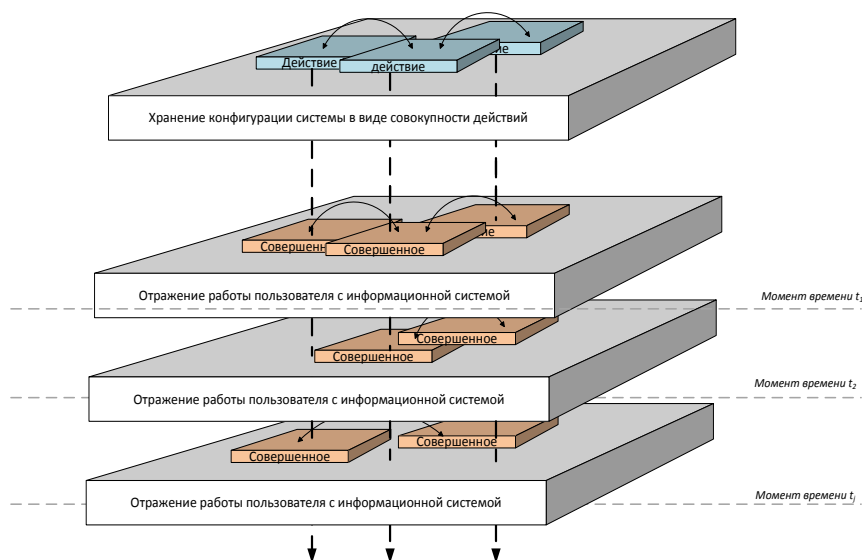 Действие
действие
Хранение конфигурации системы в виде совокупности действий
Совершенное
Отражение работы пользователя с информационной системой
Момент времени t₁
Совершенное
Совершенное
Отражение работы пользователя с информационной системой
Момент времени t₂
Совершенное
Совершенное
Отражение работы пользователя с информационной системой
Момент времени tⱼ